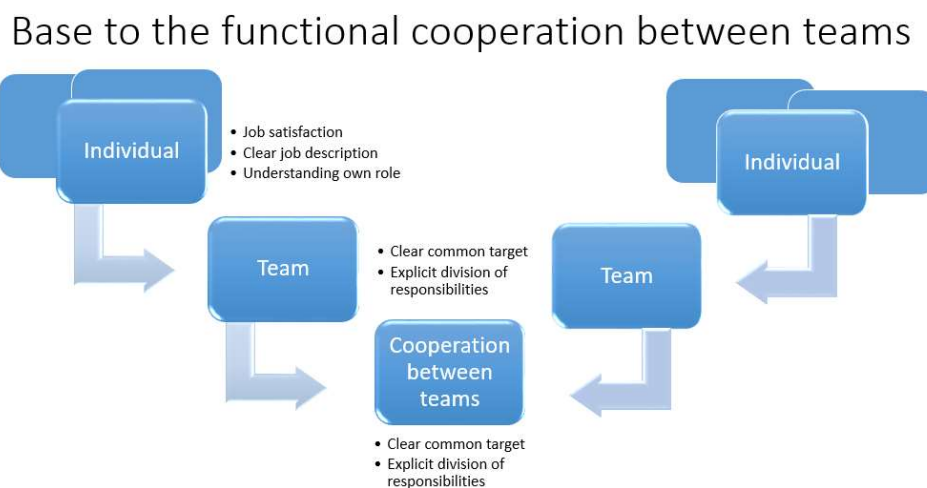 Base to the functional cooperation between teams
Individual
• Job satisfaction
• Clear job description
• Understanding own role
Individual
Team
• Clear common target
• Explicit division of
responsibilities
Team
Cooperation
between
teams
• Clear common target
• Explicit division of
responsibilities